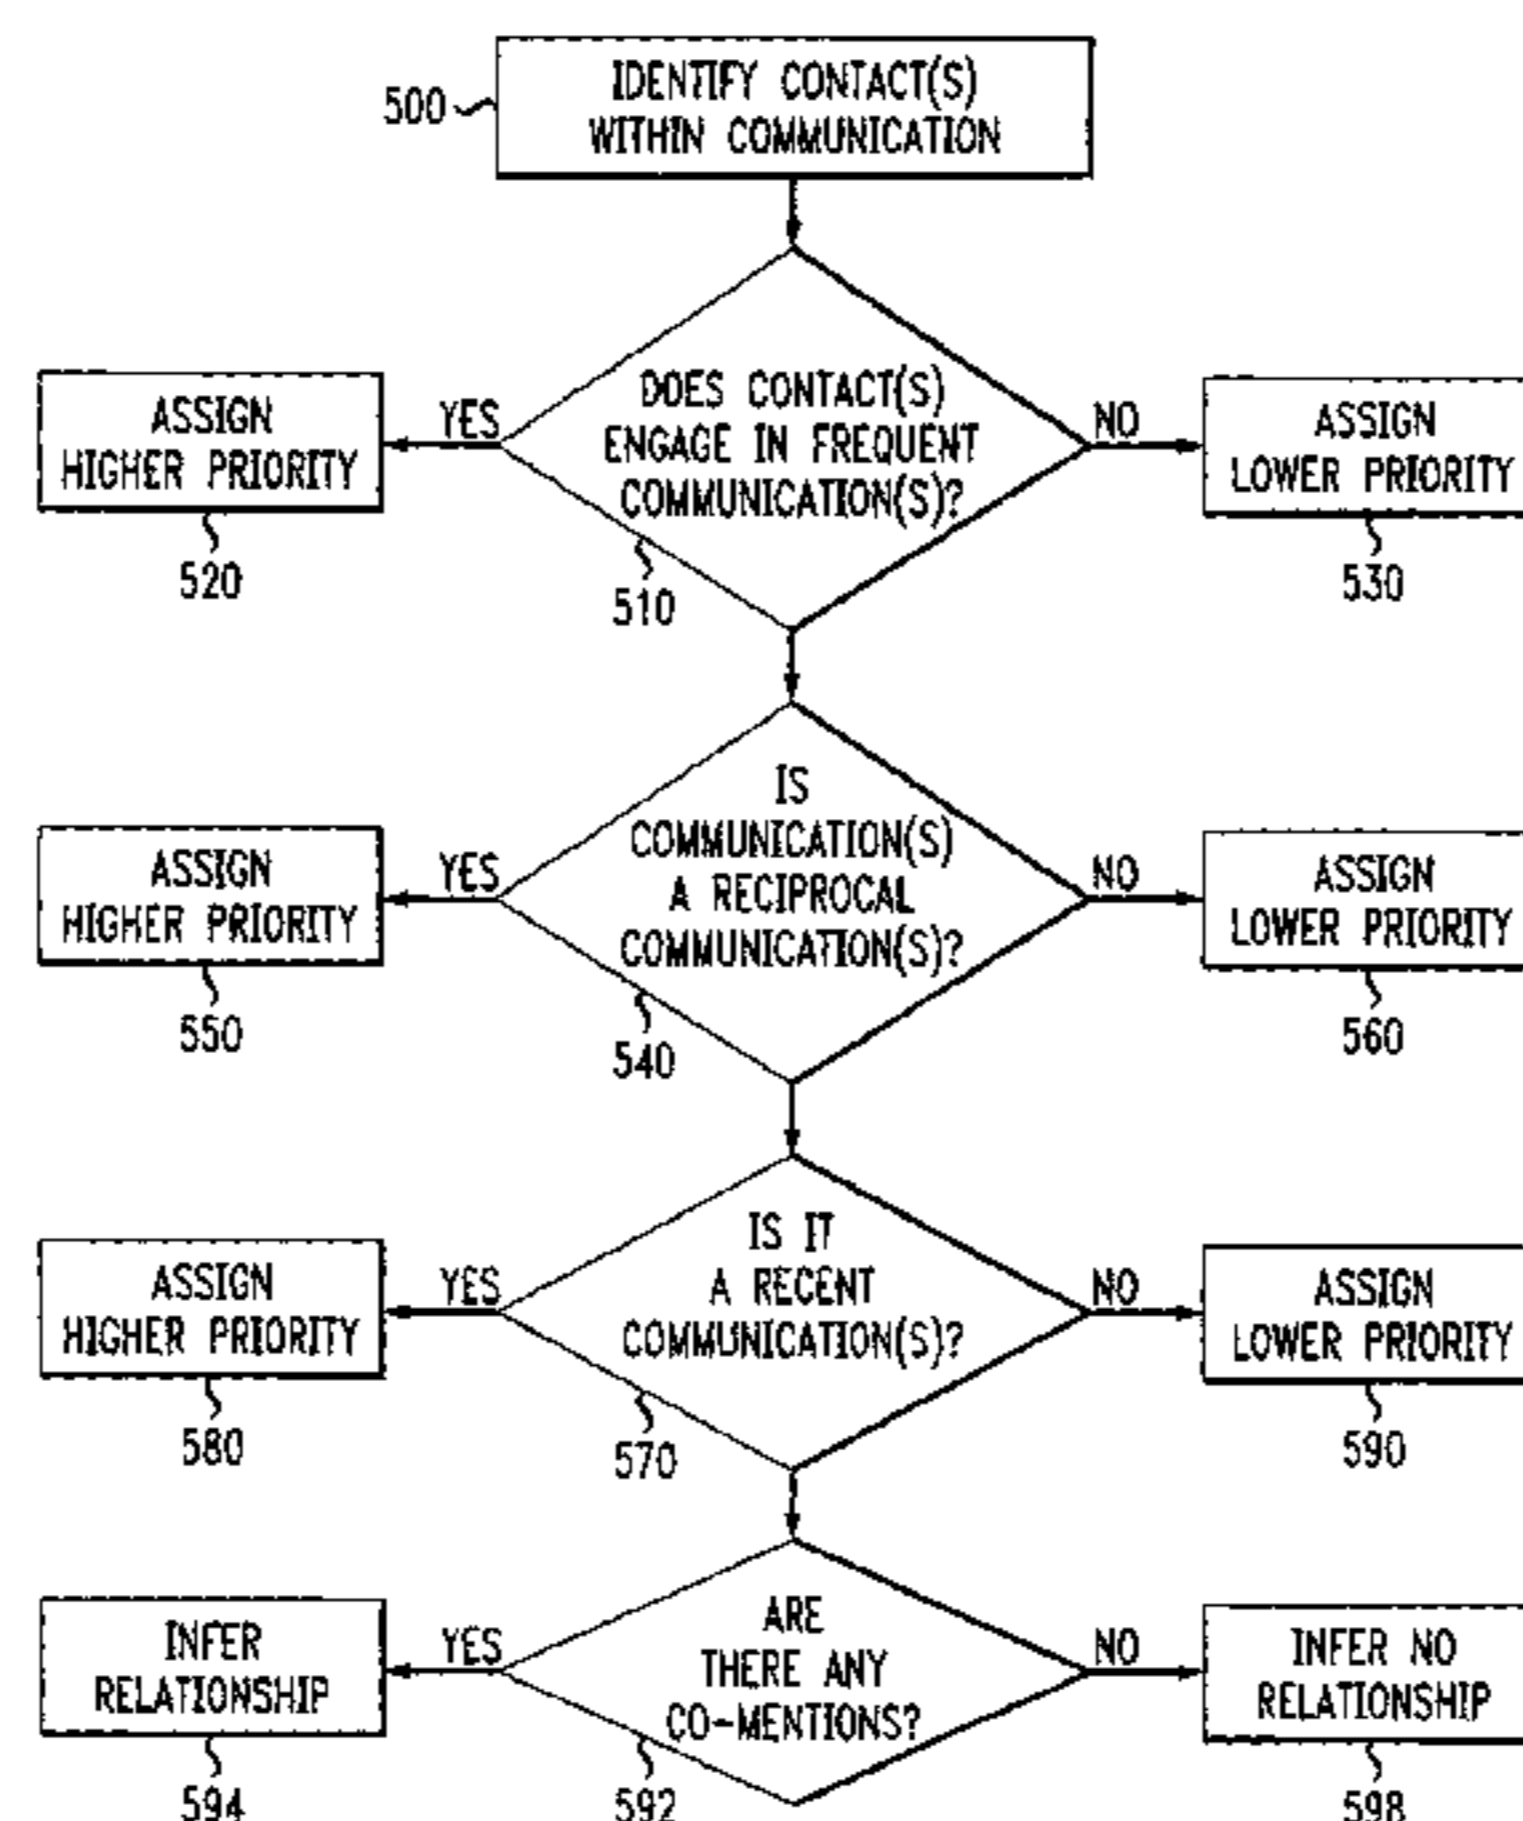 IDENTIFY CONTACT(S)
WITHIN COMMUNICATION
500
DOES CONTACT(S)
ENGAGE IN FREQUENT
COMMUNICATION(S)?
510
YES
NO
ASSIGN
HIGHER PRIORITY
520
ASSIGN
LOWER PRIORITY
530
IS
COMMUNICATION(S)
A RECIPROCAL
COMMUNICATION(S)?
540
YES
NO
ASSIGN
HIGHER PRIORITY
550
ASSIGN
LOWER PRIORITY
560
IS IT
A RECENT
COMMUNICATION(S)?
570
YES
NO
ASSIGN
HIGHER PRIORITY
580
ASSIGN
LOWER PRIORITY
590
ARE
THERE ANY
CO-MENTIONS?
592
YES
NO
INFER
RELATIONSHIP
594
INFER NO
RELATIONSHIP
598